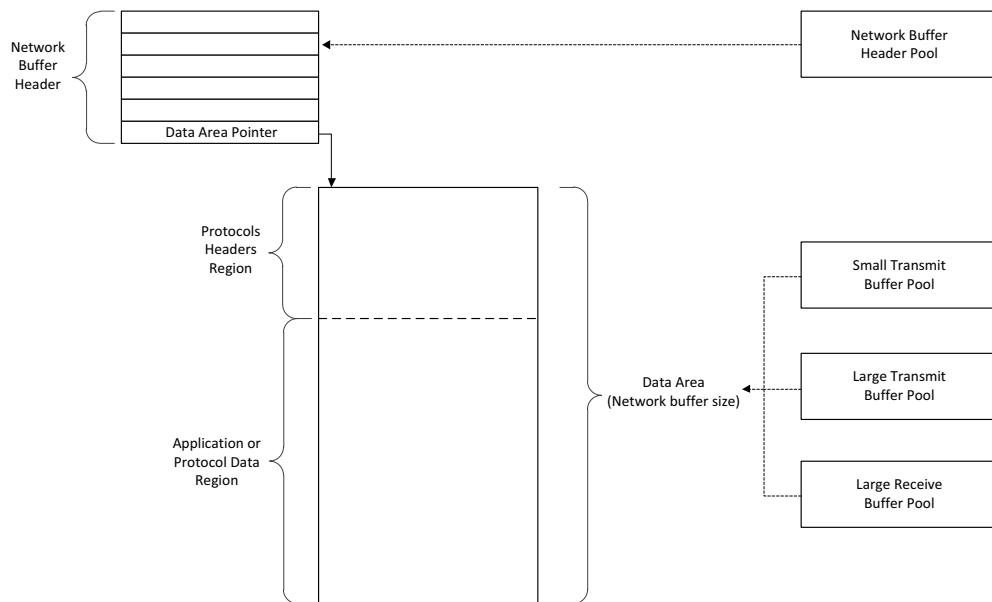 Network
Buffer
Header
Data Area Pointer
Network Buffer
Header Pool
Protocols
Headers
Region
Application or
Protocol Data
Region
Data Area
(Network buffer size)
Small Transmit
Buffer Pool
Large Transmit
Buffer Pool
Large Receive
Buffer Pool